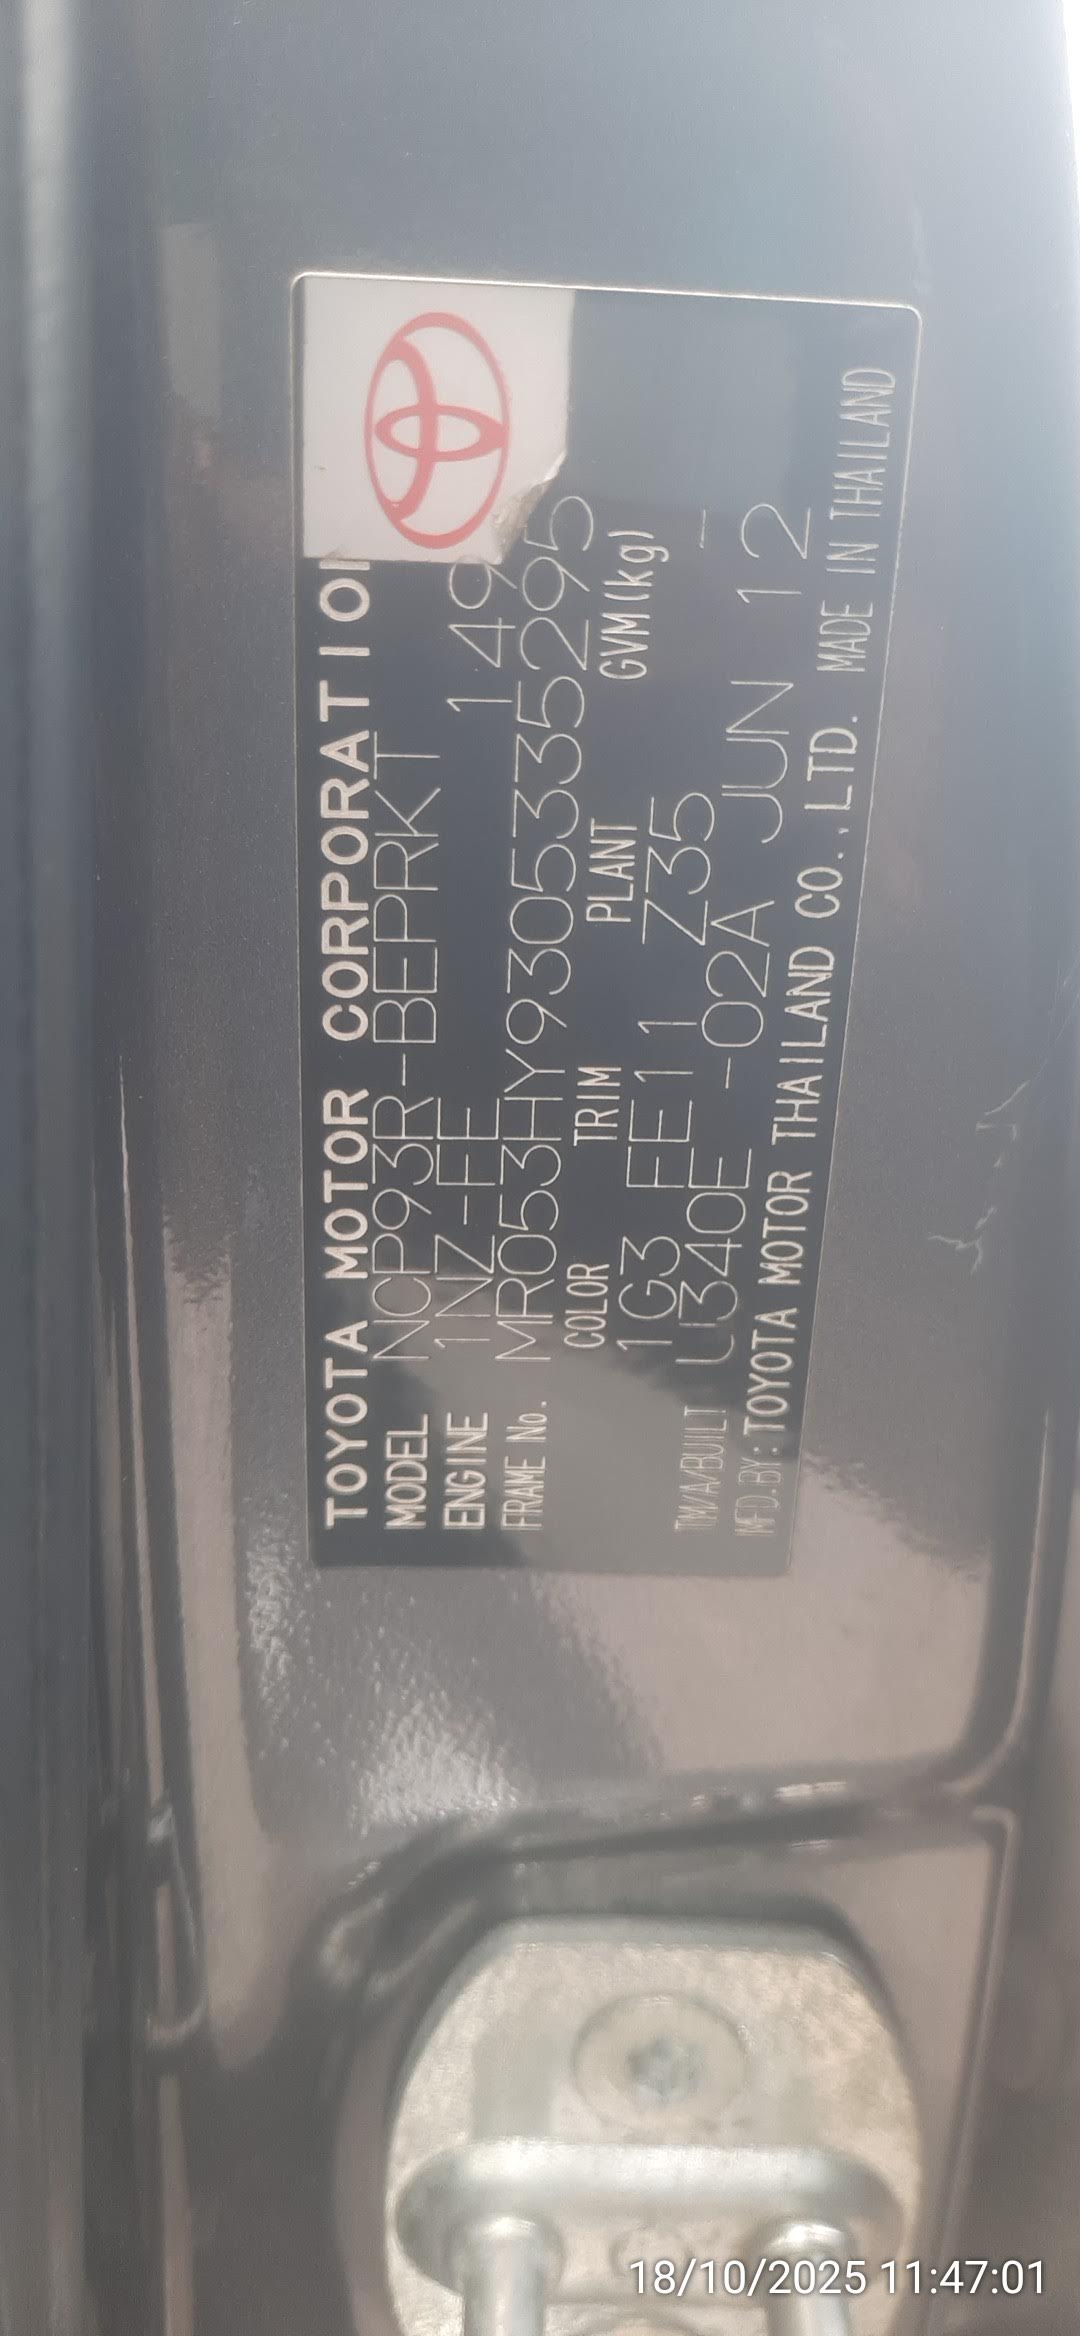 TOYOTA MOTOR CORPORATIO
MODEL NCP93R-BEPRKT
ENGINE 1NZ-FE 149
FRAME No. MR053HY9305335295
COLOR TRIM PLANT GVM(kg)
1G3 FE11 Z35 -
TM/A/BUILT U340E -02A JUN 12
MFD.BY: TOYOTA MOTOR THAILAND CO.,LTD. MADE IN THAILAND
18/10/2025 11:47:01